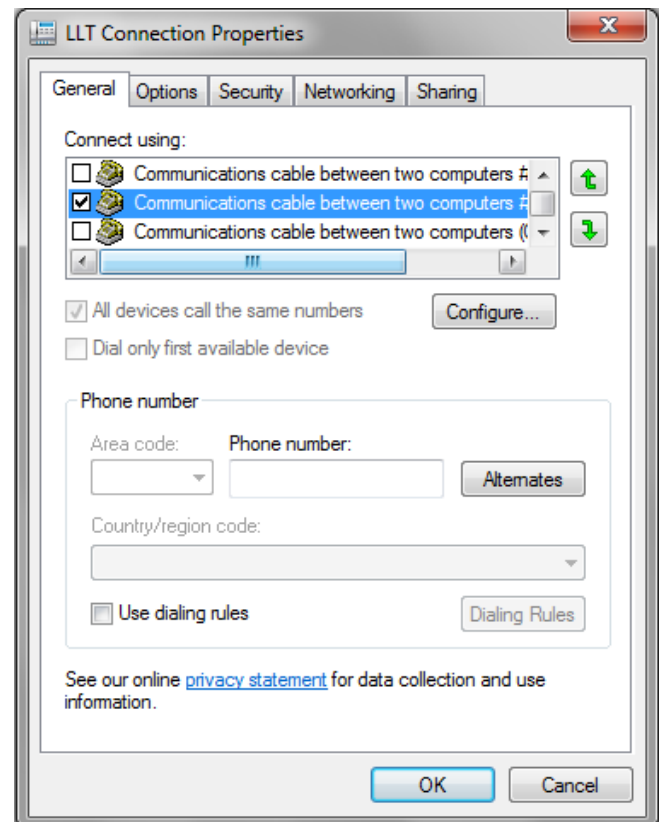 LLT Connection Properties
General Options Security Networking Sharing
Connect using:
Communications cable between two computers #
Communications cable between two computers #
Communications cable between two computers (
All devices call the same numbers
Configure...
Dial only first available device
Phone number
Area code: Phone number:
Alternates
Country/region code:
Use dialing rules
Dialing Rules
See our online privacy statement for data collection and use
information.
OK Cancel